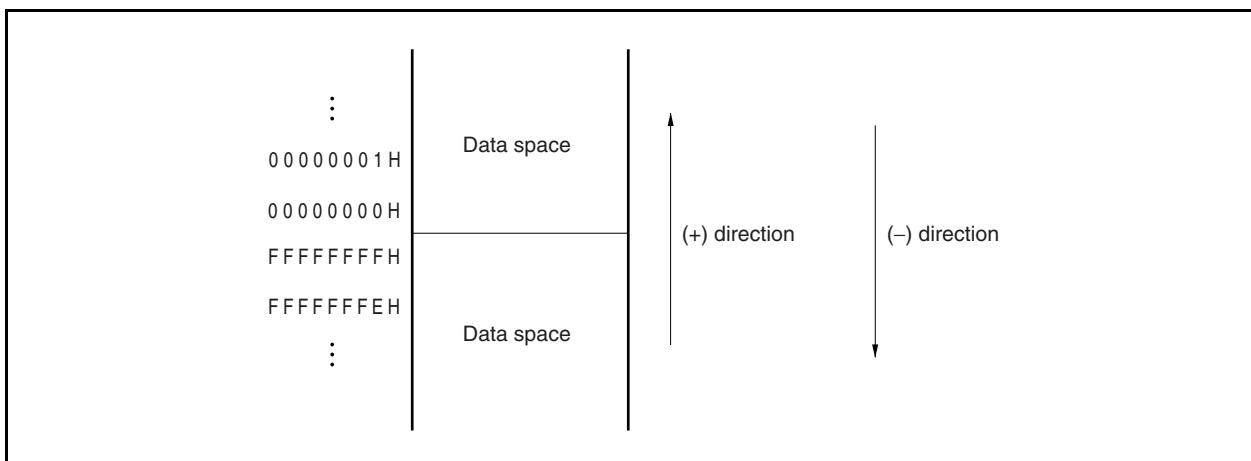 ⋮
Data space
00000001H
00000000H
(+) direction
(–) direction
FFFFFFFFH
FFFFFFFEH
Data space
⋮